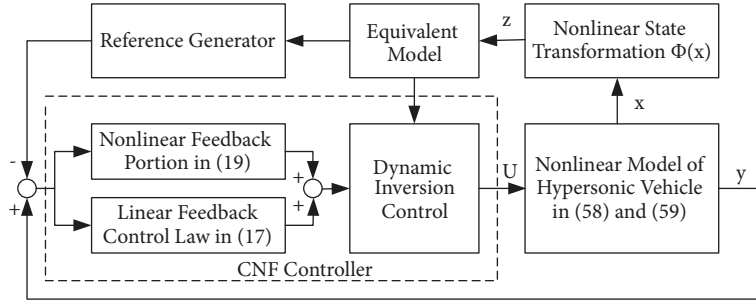 Reference Generator
Equivalent
Model
z
Nonlinear State
Transformation Φ(x)
x
Nonlinear Feedback
Portion in (19)
Linear Feedback
Control Law in (17)
-
+
+
+
Dynamic
Inversion
Control
U
Nonlinear Model of
Hypersonic Vehicle
in (58) and (59)
y
CNF Controller